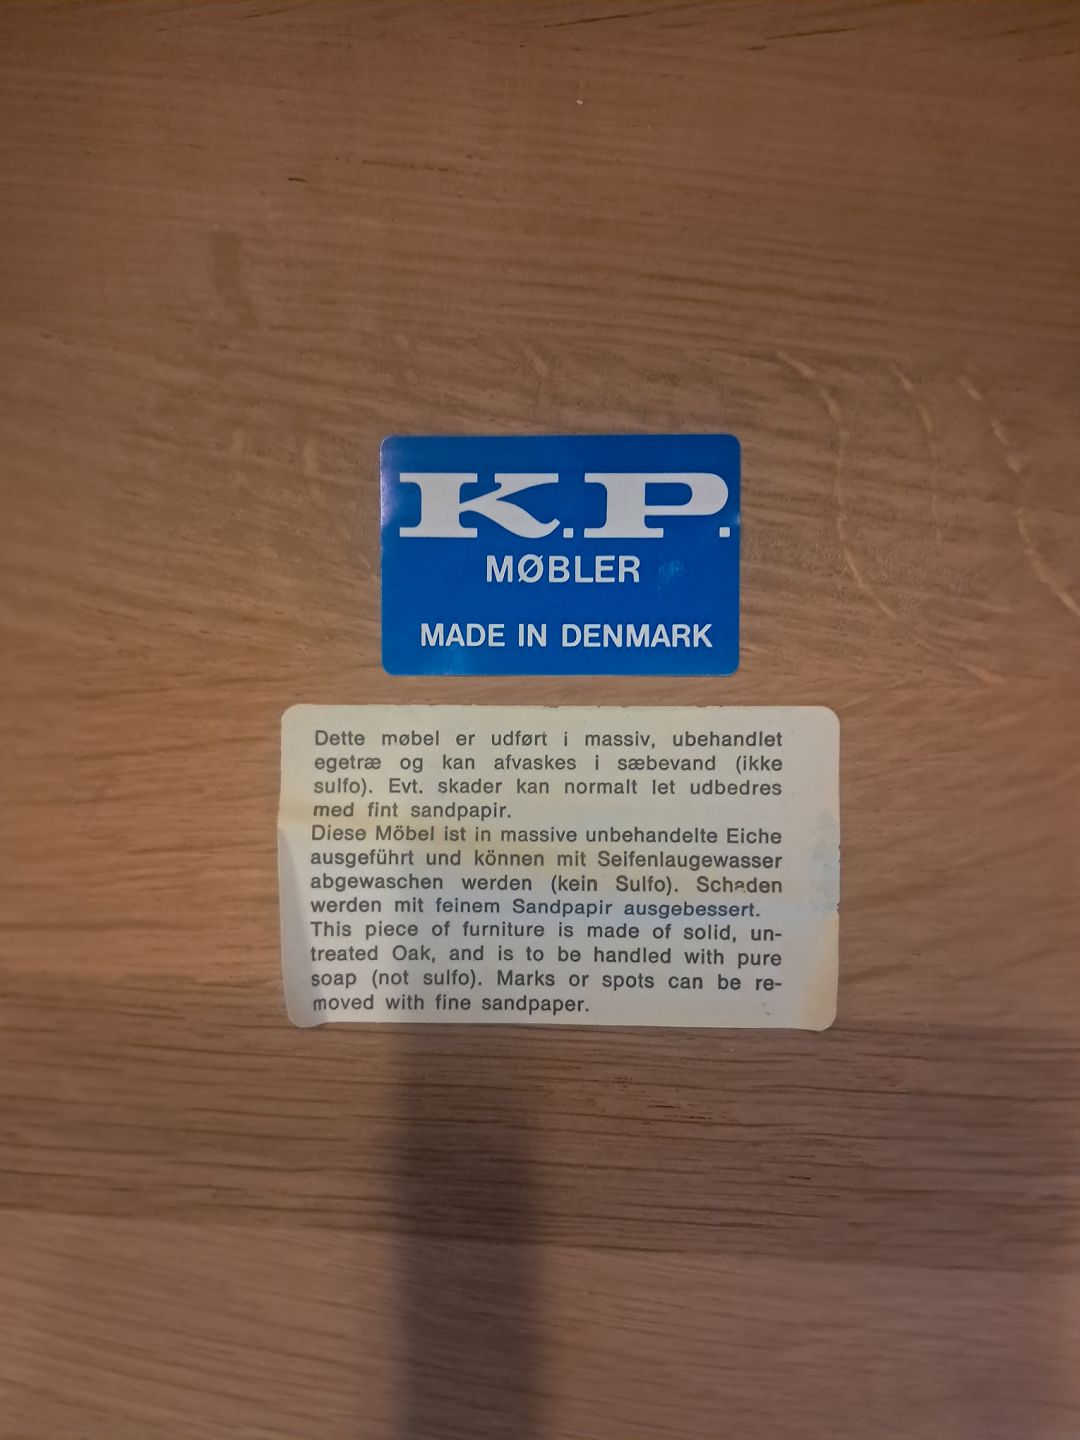 K.P.
MØBLER
MADE IN DENMARK
Dette møbel er udført i massiv, ubehandlet
egetræ og kan afvaskes i sæbevand (ikke
sulfo). Evt. skader kan normalt let udbedres
med fint sandpapir.
Diese Möbel ist in massive unbehandelte Eiche
ausgeführt und können mit Seifenlaugewasser
abgewaschen werden (kein Sulfo). Schaden
werden mit feinem Sandpapir ausgebessert.
This piece of furniture is made of solid, un-
treated Oak, and is to be handled with pure
soap (not sulfo). Marks or spots can be re-
moved with fine sandpaper.